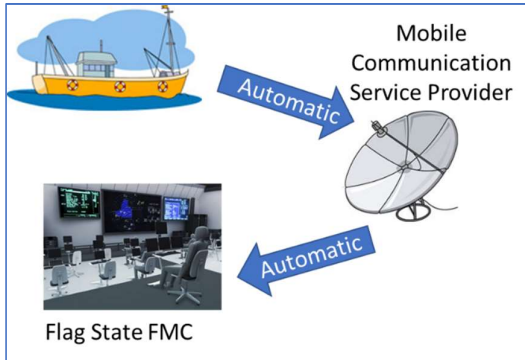 Mobile
Communication
Service Provider
Automatic
Automatic
Flag State FMC